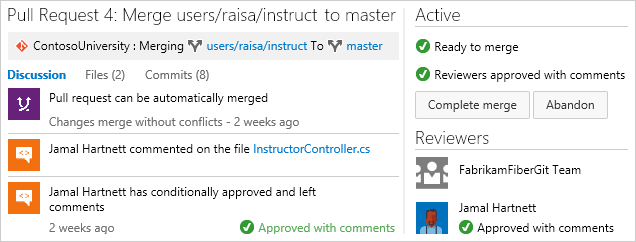 Pull Request 4: Merge users/raisa/instruct to master
ContosoUniversity : Merging users/raisa/instruct To master
Discussion Files (2) Commits (8)
Pull request can be automatically merged
Changes merge without conflicts - 2 weeks ago
Jamal Hartnett commented on the file InstructorController.cs
Jamal Hartnett has conditionally approved and left
comments
2 weeks ago Approved with comments
Active
Ready to merge
Reviewers approved with comments
Complete merge Abandon
Reviewers
FabrikamFiberGit Team
Jamal Hartnett
Approved with comments